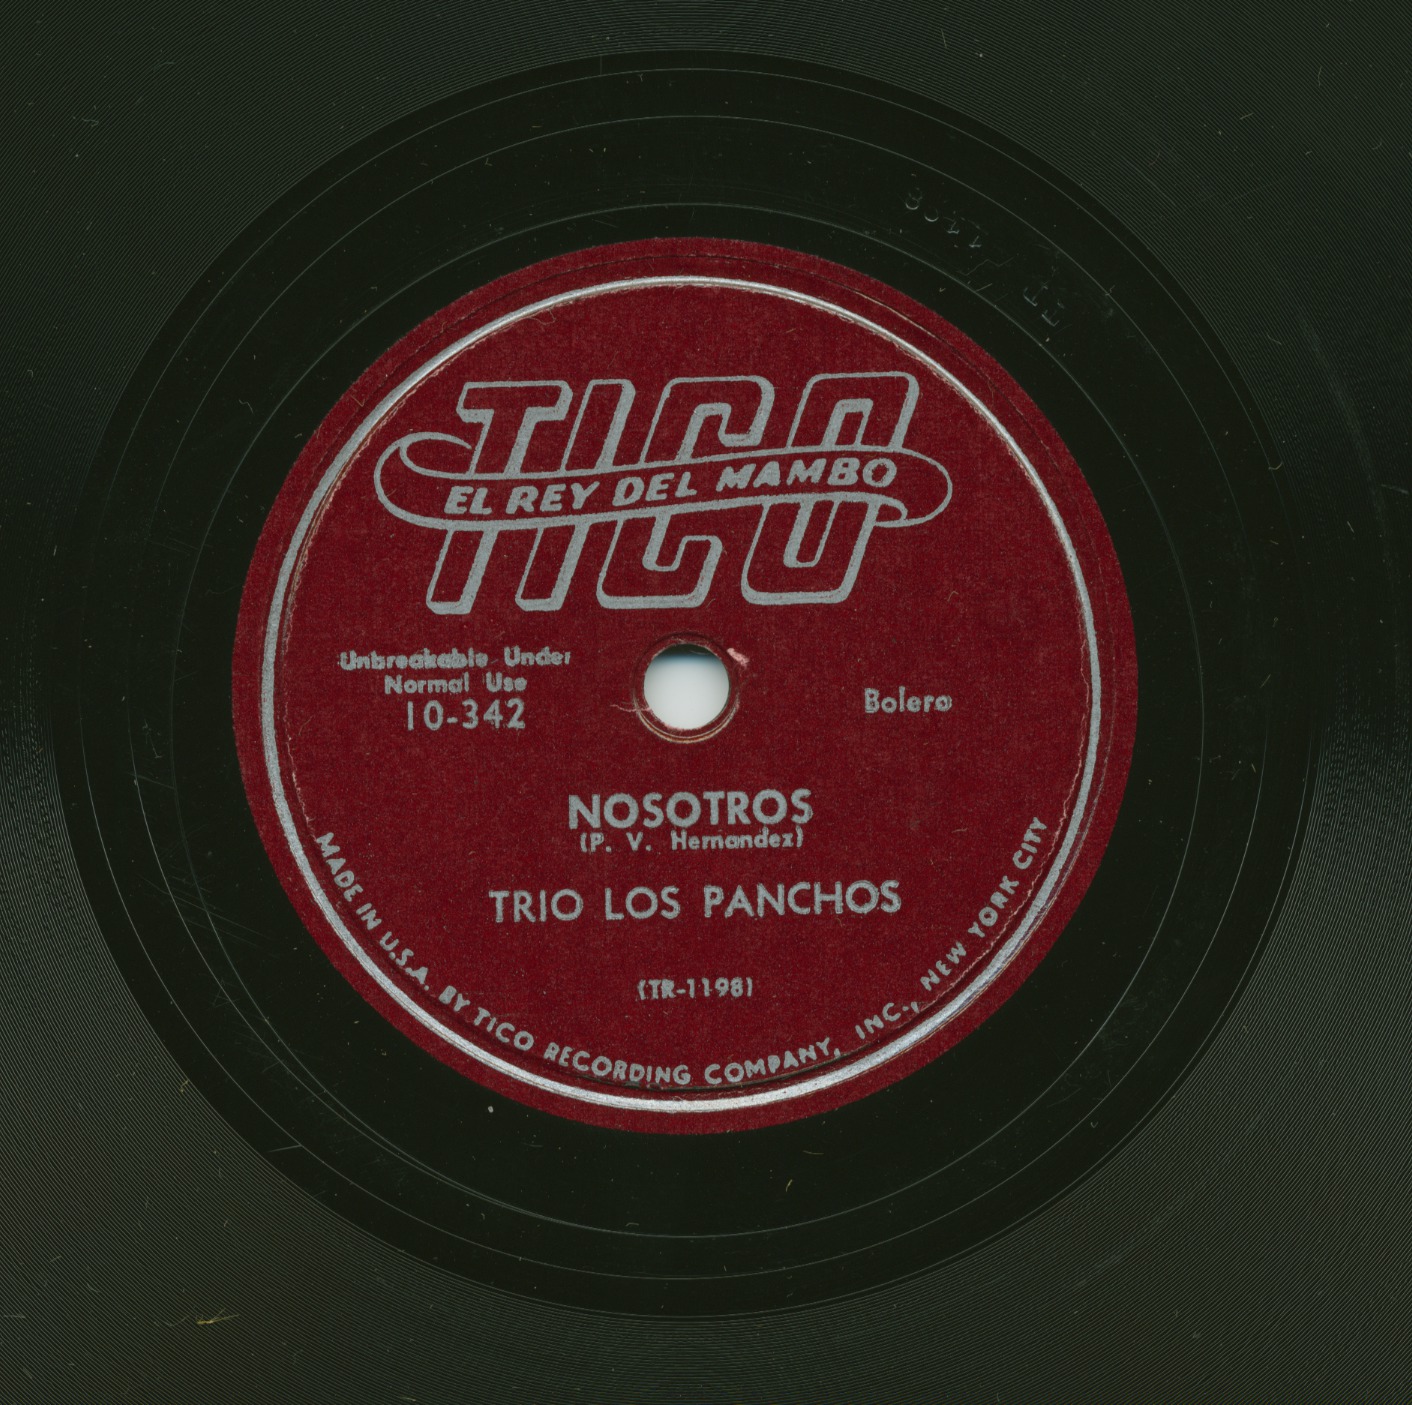 TICO
EL REY DEL MAMBO
Unbreakable Under
Normal Use
10-342
Bolero
NOSOTROS
(P. V. Hernandez)
TRIO LOS PANCHOS
(TR-1198)
MADE IN U.S.A. BY TICO RECORDING COMPANY, INC., NEW YORK CITY